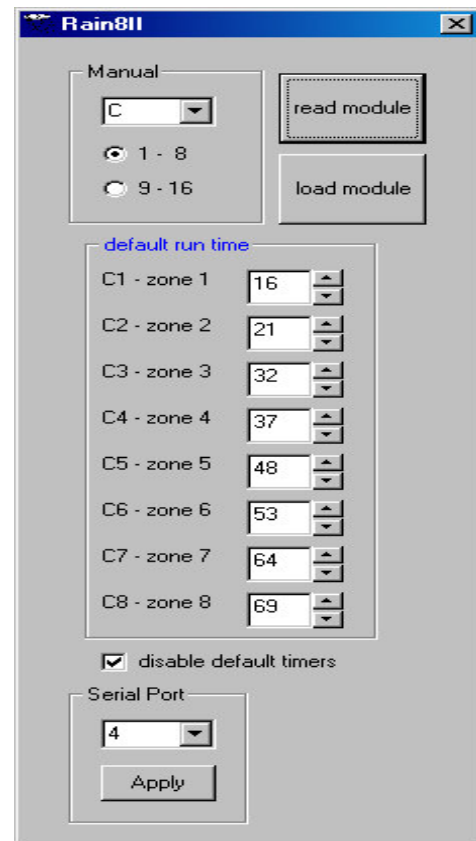 Rain8II
Manual
C
1 - 8
9 - 16
read module
load module
default run time
C1 - zone 1 16
C2 - zone 2 21
C3 - zone 3 32
C4 - zone 4 37
C5 - zone 5 48
C6 - zone 6 53
C7 - zone 7 64
C8 - zone 8 69
disable default timers
Serial Port
4
Apply